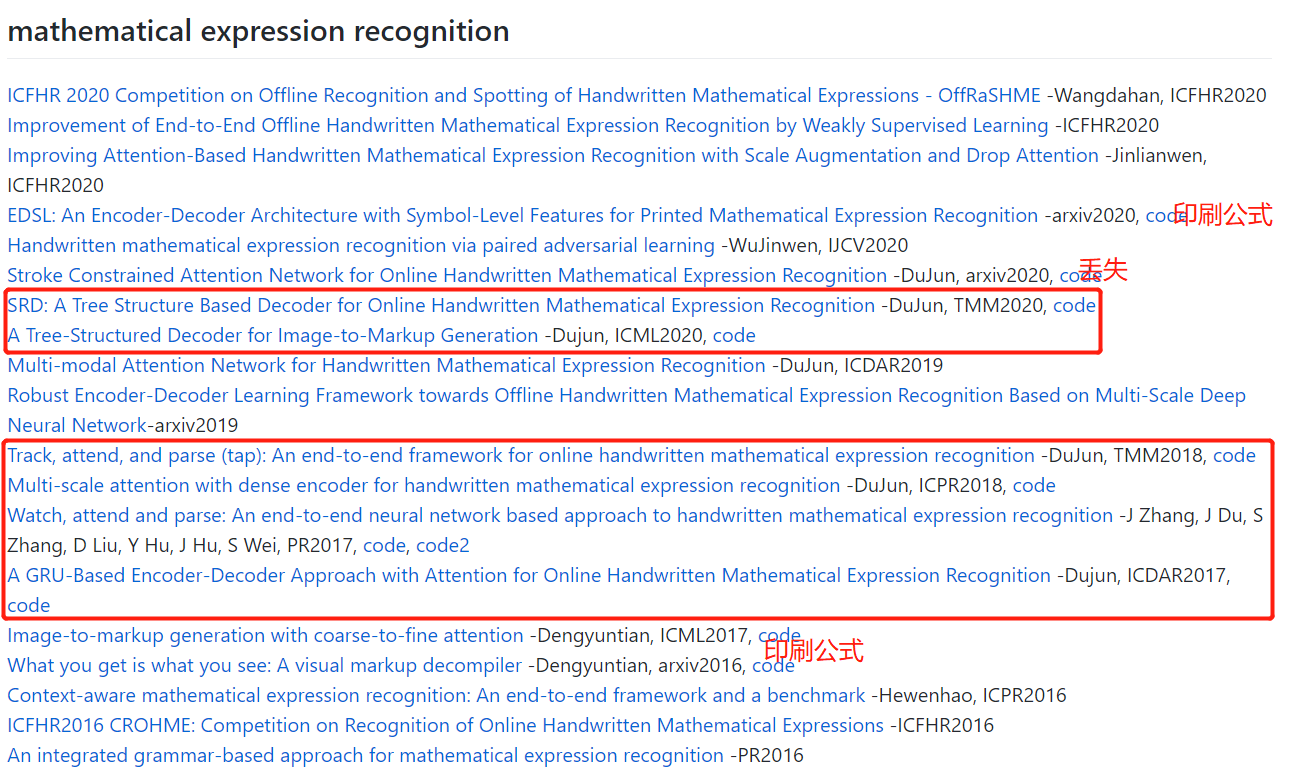 mathematical expression recognition
ICFHR 2020 Competition on Offline Recognition and Spotting of Handwritten Mathematical Expressions - OffRaSHME -Wangdahan, ICFHR2020
Improvement of End-to-End Offline Handwritten Mathematical Expression Recognition by Weakly Supervised Learning -ICFHR2020
Improving Attention-Based Handwritten Mathematical Expression Recognition with Scale Augmentation and Drop Attention -Jinlianwen,
ICFHR2020
EDSL: An Encoder-Decoder Architecture with Symbol-Level Features for Printed Mathematical Expression Recognition -arxiv2020, code 印刷公式
Handwritten mathematical expression recognition via paired adversarial learning -WuJinwen, IJCV2020
Stroke Constrained Attention Network for Online Handwritten Mathematical Expression Recognition -DuJun, arxiv2020, code 丢失
SRD: A Tree Structure Based Decoder for Online Handwritten Mathematical Expression Recognition -DuJun, TMM2020, code
A Tree-Structured Decoder for Image-to-Markup Generation -Dujun, ICML2020, code
Multi-modal Attention Network for Handwritten Mathematical Expression Recognition -DuJun, ICDAR2019
Robust Encoder-Decoder Learning Framework towards Offline Handwritten Mathematical Expression Recognition Based on Multi-Scale Deep
Neural Network-arxiv2019
Track, attend, and parse (tap): An end-to-end framework for online handwritten mathematical expression recognition -DuJun, TMM2018, code
Multi-scale attention with dense encoder for handwritten mathematical expression recognition -DuJun, ICPR2018, code
Watch, attend and parse: An end-to-end neural network based approach to handwritten mathematical expression recognition -J Zhang, J Du, S
Zhang, D Liu, Y Hu, J Hu, S Wei, PR2017, code, code2
A GRU-Based Encoder-Decoder Approach with Attention for Online Handwritten Mathematical Expression Recognition -Dujun, ICDAR2017,
code
Image-to-markup generation with coarse-to-fine attention -Dengyuntian, ICML2017, code
印刷公式
What you get is what you see: A visual markup decompiler -Dengyuntian, arxiv2016, code
Context-aware mathematical expression recognition: An end-to-end framework and a benchmark -Hewenhao, ICPR2016
ICFHR2016 CROHME: Competition on Recognition of Online Handwritten Mathematical Expressions -ICFHR2016
An integrated grammar-based approach for mathematical expression recognition -PR2016